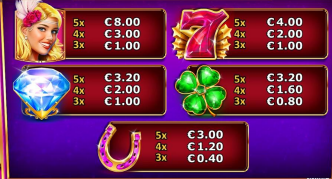 5x €8.00
4x €3.00
3x €1.00
5x €4.00
4x €2.00
3x €1.00
5x €3.20
4x €2.00
3x €1.00
5x €3.20
4x €1.60
3x €0.80
5x €3.00
4x €1.20
3x €0.40